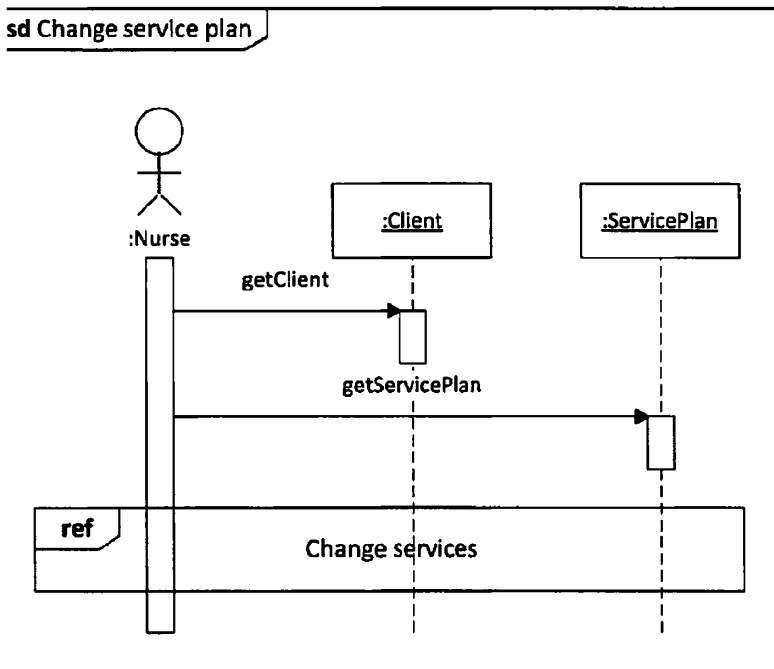 sd Change service plan
:Nurse
:Client
:ServicePlan
getClient
getServicePlan
ref
Change services